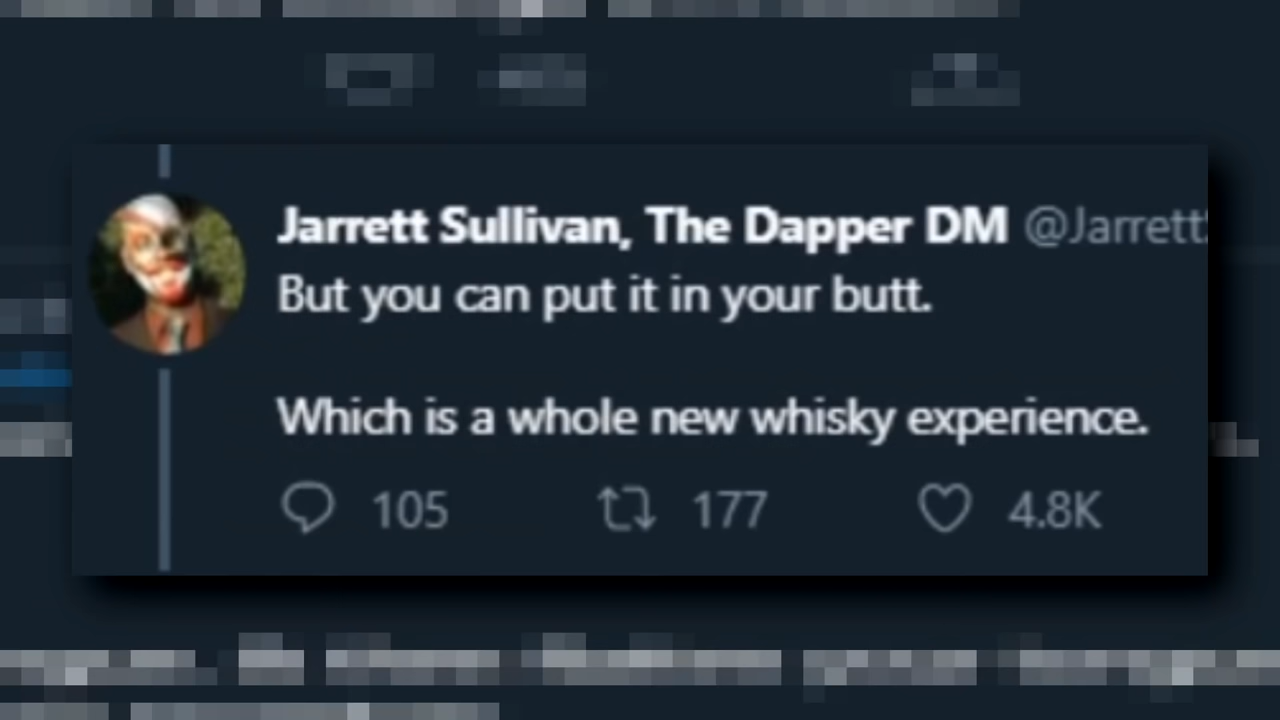 Jarrett Sullivan, The Dapper DM @Jarrett
But you can put it in your butt.
Which is a whole new whisky experience.
105 177 4.8K